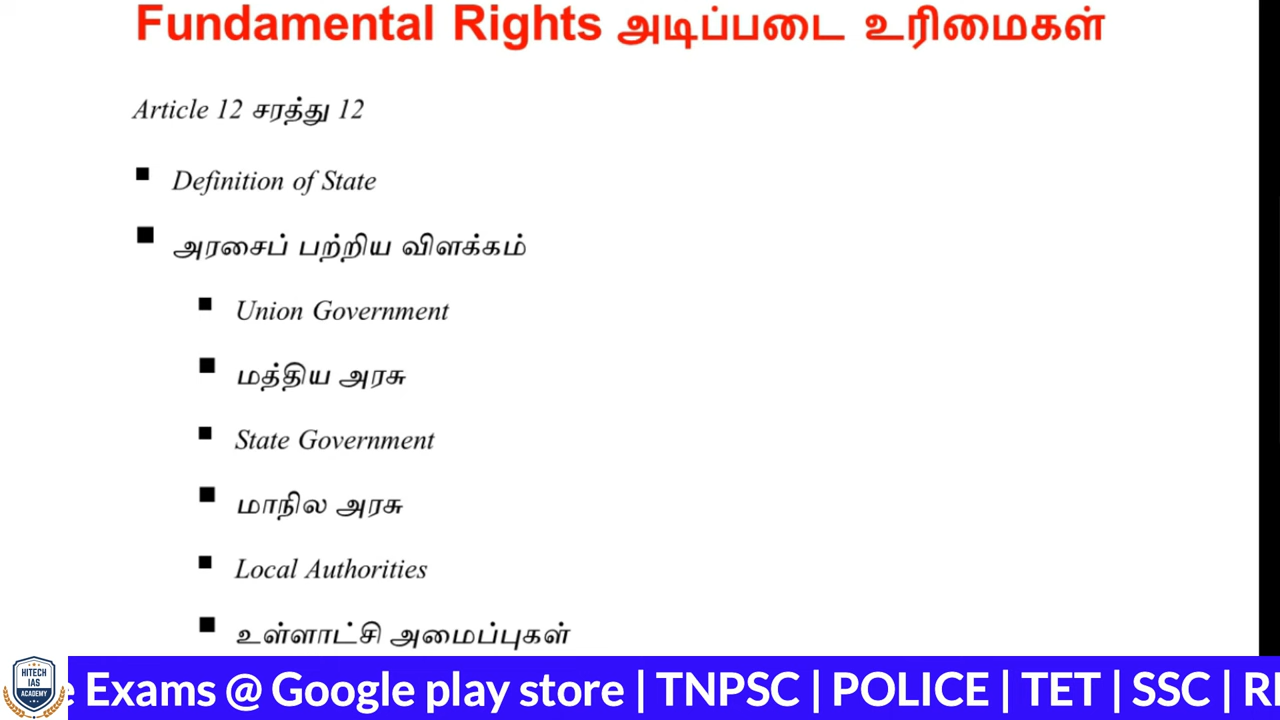 Fundamental Rights அடிப்படை உரிமைகள்
Article 12 சரத்து 12
Definition of State
அரசைப் பற்றிய விளக்கம்
Union Government
மத்திய அரசு
State Government
மாநில அரசு
Local Authorities
உள்ளாட்சி அமைப்புகள்
HITECH
IAS
ACADEMY
Exams @ Google play store | TNPSC | POLICE | TET | SSC |